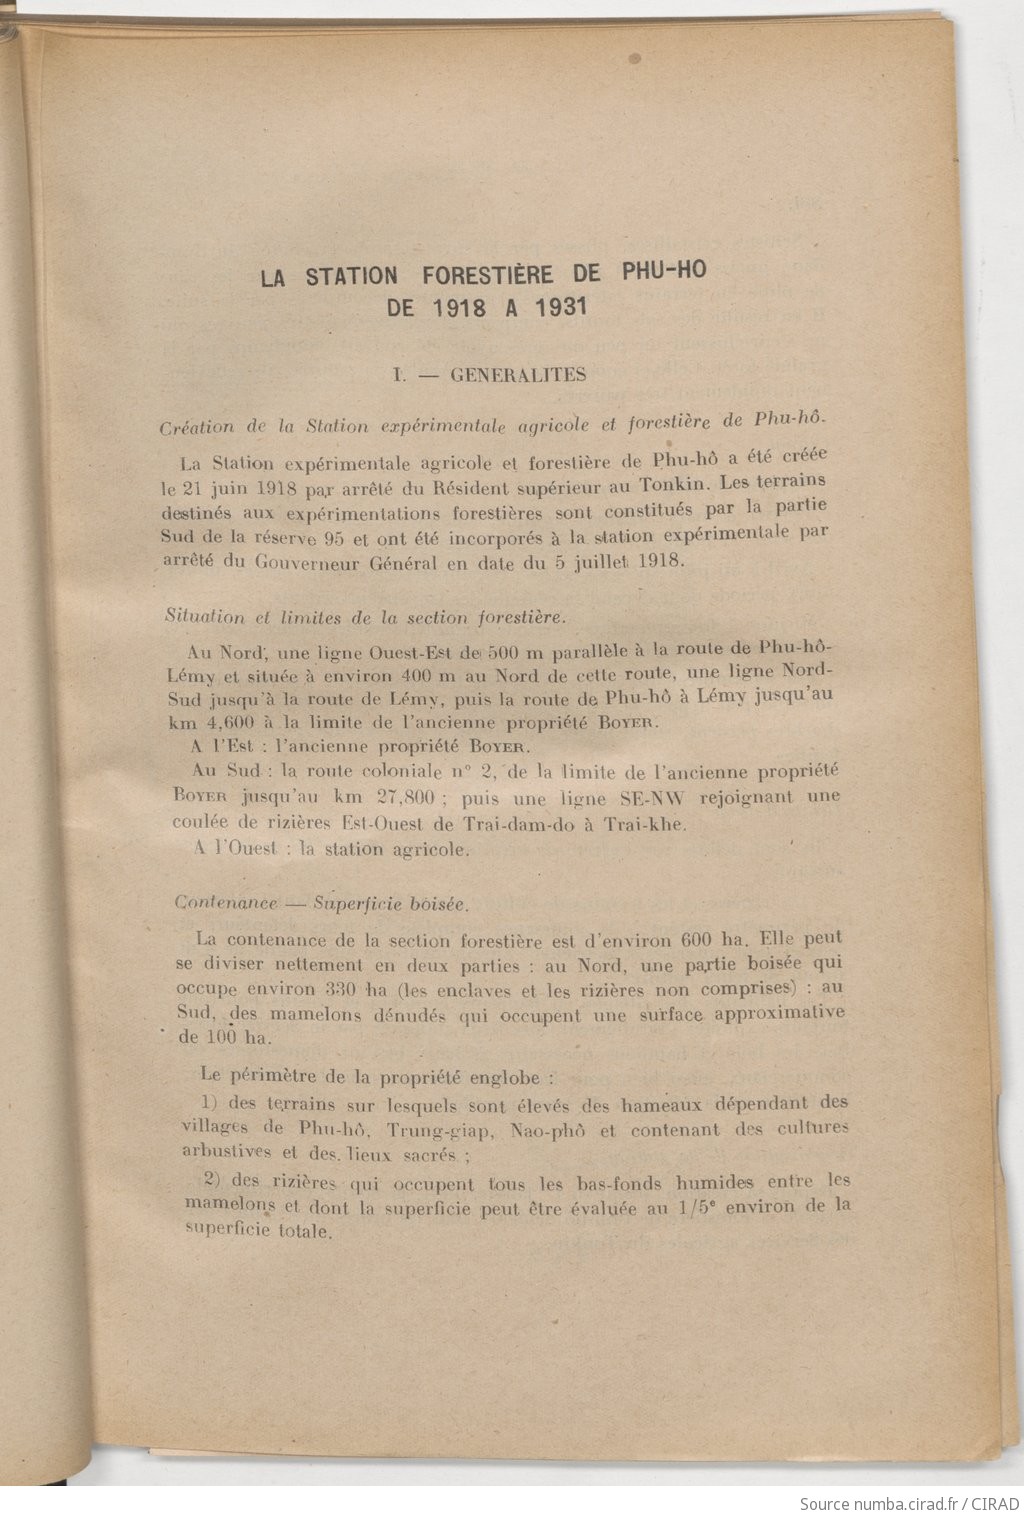 LA STATION FORESTIÈRE DE PHU-HO
DE 1918 A 1931
I. — GENERALITES
Création de la Station expérimentale agricole et forestière de Phu-hô.
La Station expérimentale agricole et forestière de Phu-hô a été créée
le 21 juin 1918 par arrêté du Résident supérieur au Tonkin. Les terrains
destinés aux expérimentations forestières sont constitués par la partie
Sud de la réserve 95 et ont été incorporés à la station expérimentale par
arrêté du Gouverneur Général en date du 5 juillet 1918.
Situation et limites de la section forestière.
Au Nord, une ligne Ouest-Est de 500 m parallèle à la route de Phu-hô-
Lémy et située à environ 400 m au Nord de cette route, une ligne Nord-
Sud jusqu'à la route de Lémy, puis la route de Phu-hô à Lémy jusqu'au
km 4,600 à la limite de l'ancienne propriété BOYER.
A l'Est : l'ancienne propriété BOYER.
Au Sud : la route coloniale n° 2, de la limite de l'ancienne propriété
BOYER jusqu'au km 27,800 ; puis une ligne SE-NW rejoignant une
coulée de rizières Est-Ouest de Trai-dam-do à Trai-khe.
A l'Ouest : la station agricole.
Contenance — Superficie boisée.
La contenance de la section forestière est d'environ 600 ha. Elle peut
se diviser nettement en deux parties : au Nord, une partie boisée qui
occupe environ 330 ha (les enclaves et les rizières non comprises) : au
Sud, des mamelons dénudés qui occupent une surface approximative
de 100 ha.
Le périmètre de la propriété englobe :
1) des terrains sur lesquels sont élevés des hameaux dépendant des
villages de Phu-hô, Trung-giap, Nao-phô et contenant des cultures
arbustives et des lieux sacrés ;
2) des rizières qui occupent tous les bas-fonds humides entre les
mamelons et dont la superficie peut être évaluée au 1/5e environ de la
superficie totale.
Source numba.cirad.fr / CIRAD